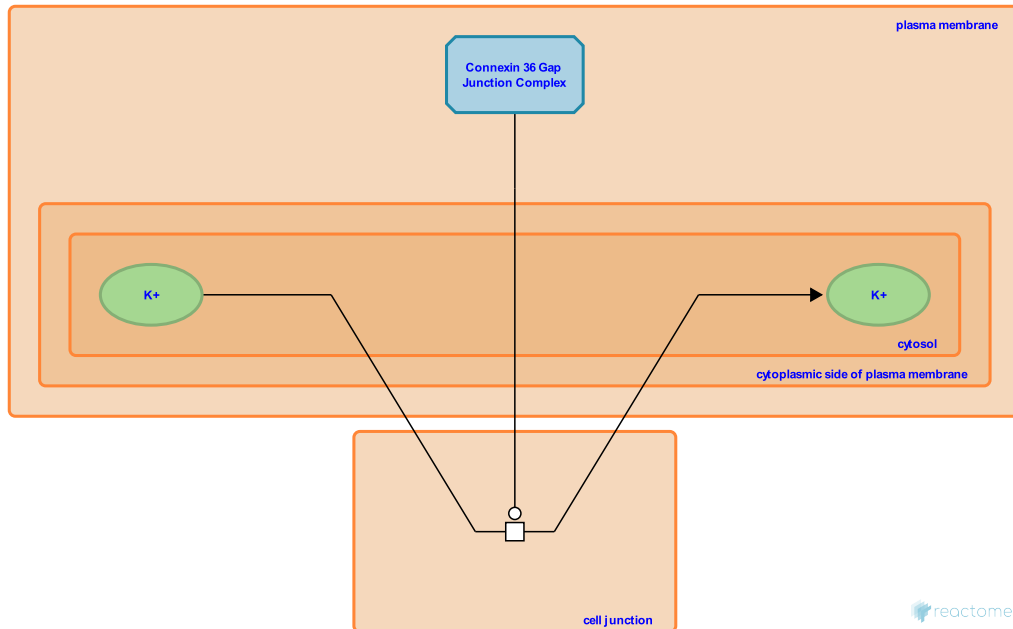 plasma membrane
Connexin 36 Gap
Junction Complex
K+
K+
cytosol
cytoplasmic side of plasma membrane
cell junction
reactome